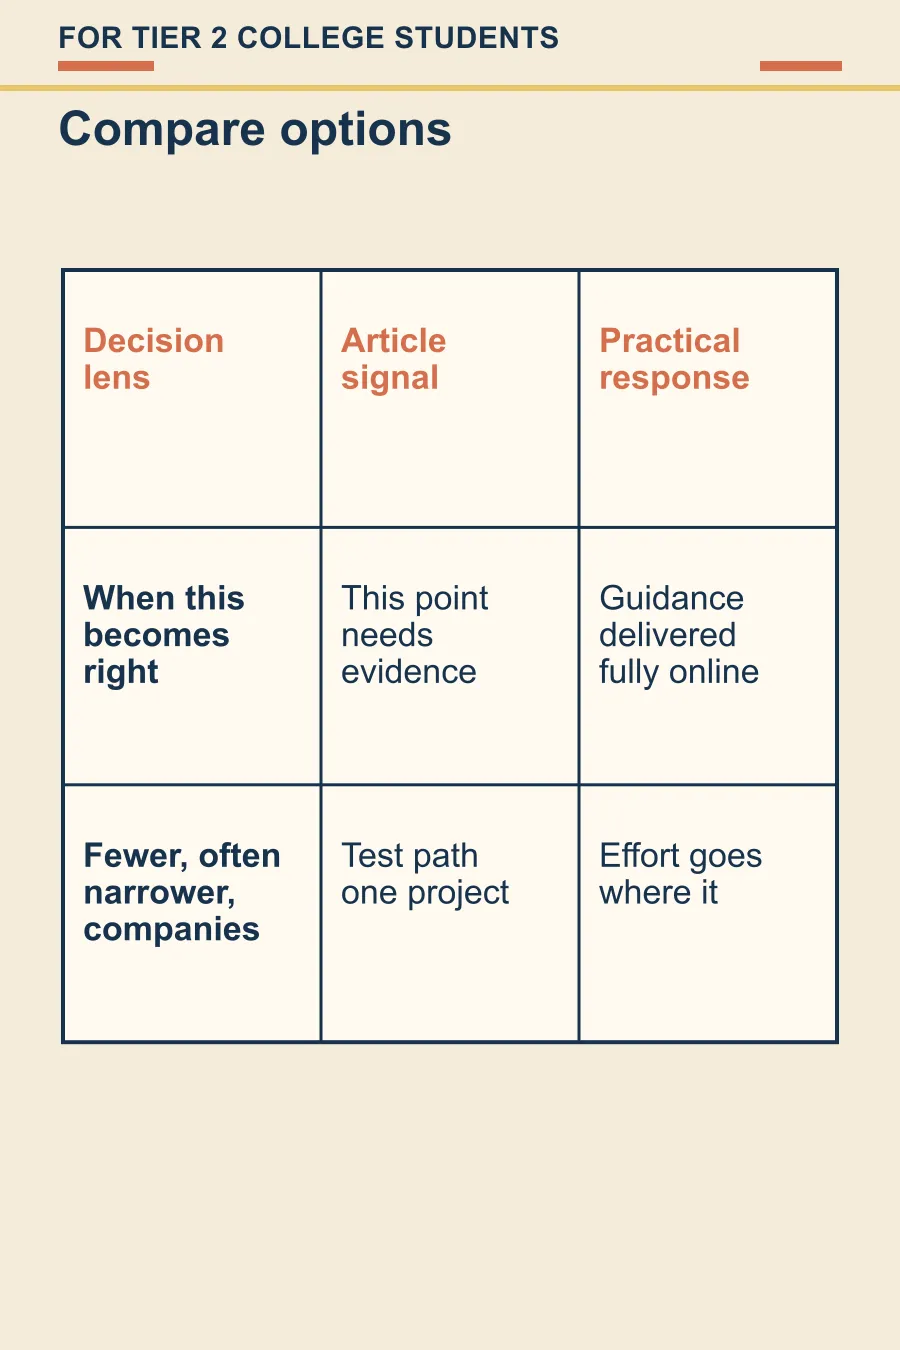 FOR TIER 2 COLLEGE STUDENTS
Compare options
Decision
lens
Article
signal
Practical
response
When this
becomes
right
This point
needs
evidence
Guidance
delivered
fully online
Fewer, often
narrower,
companies
Test path
one project
Effort goes
where it